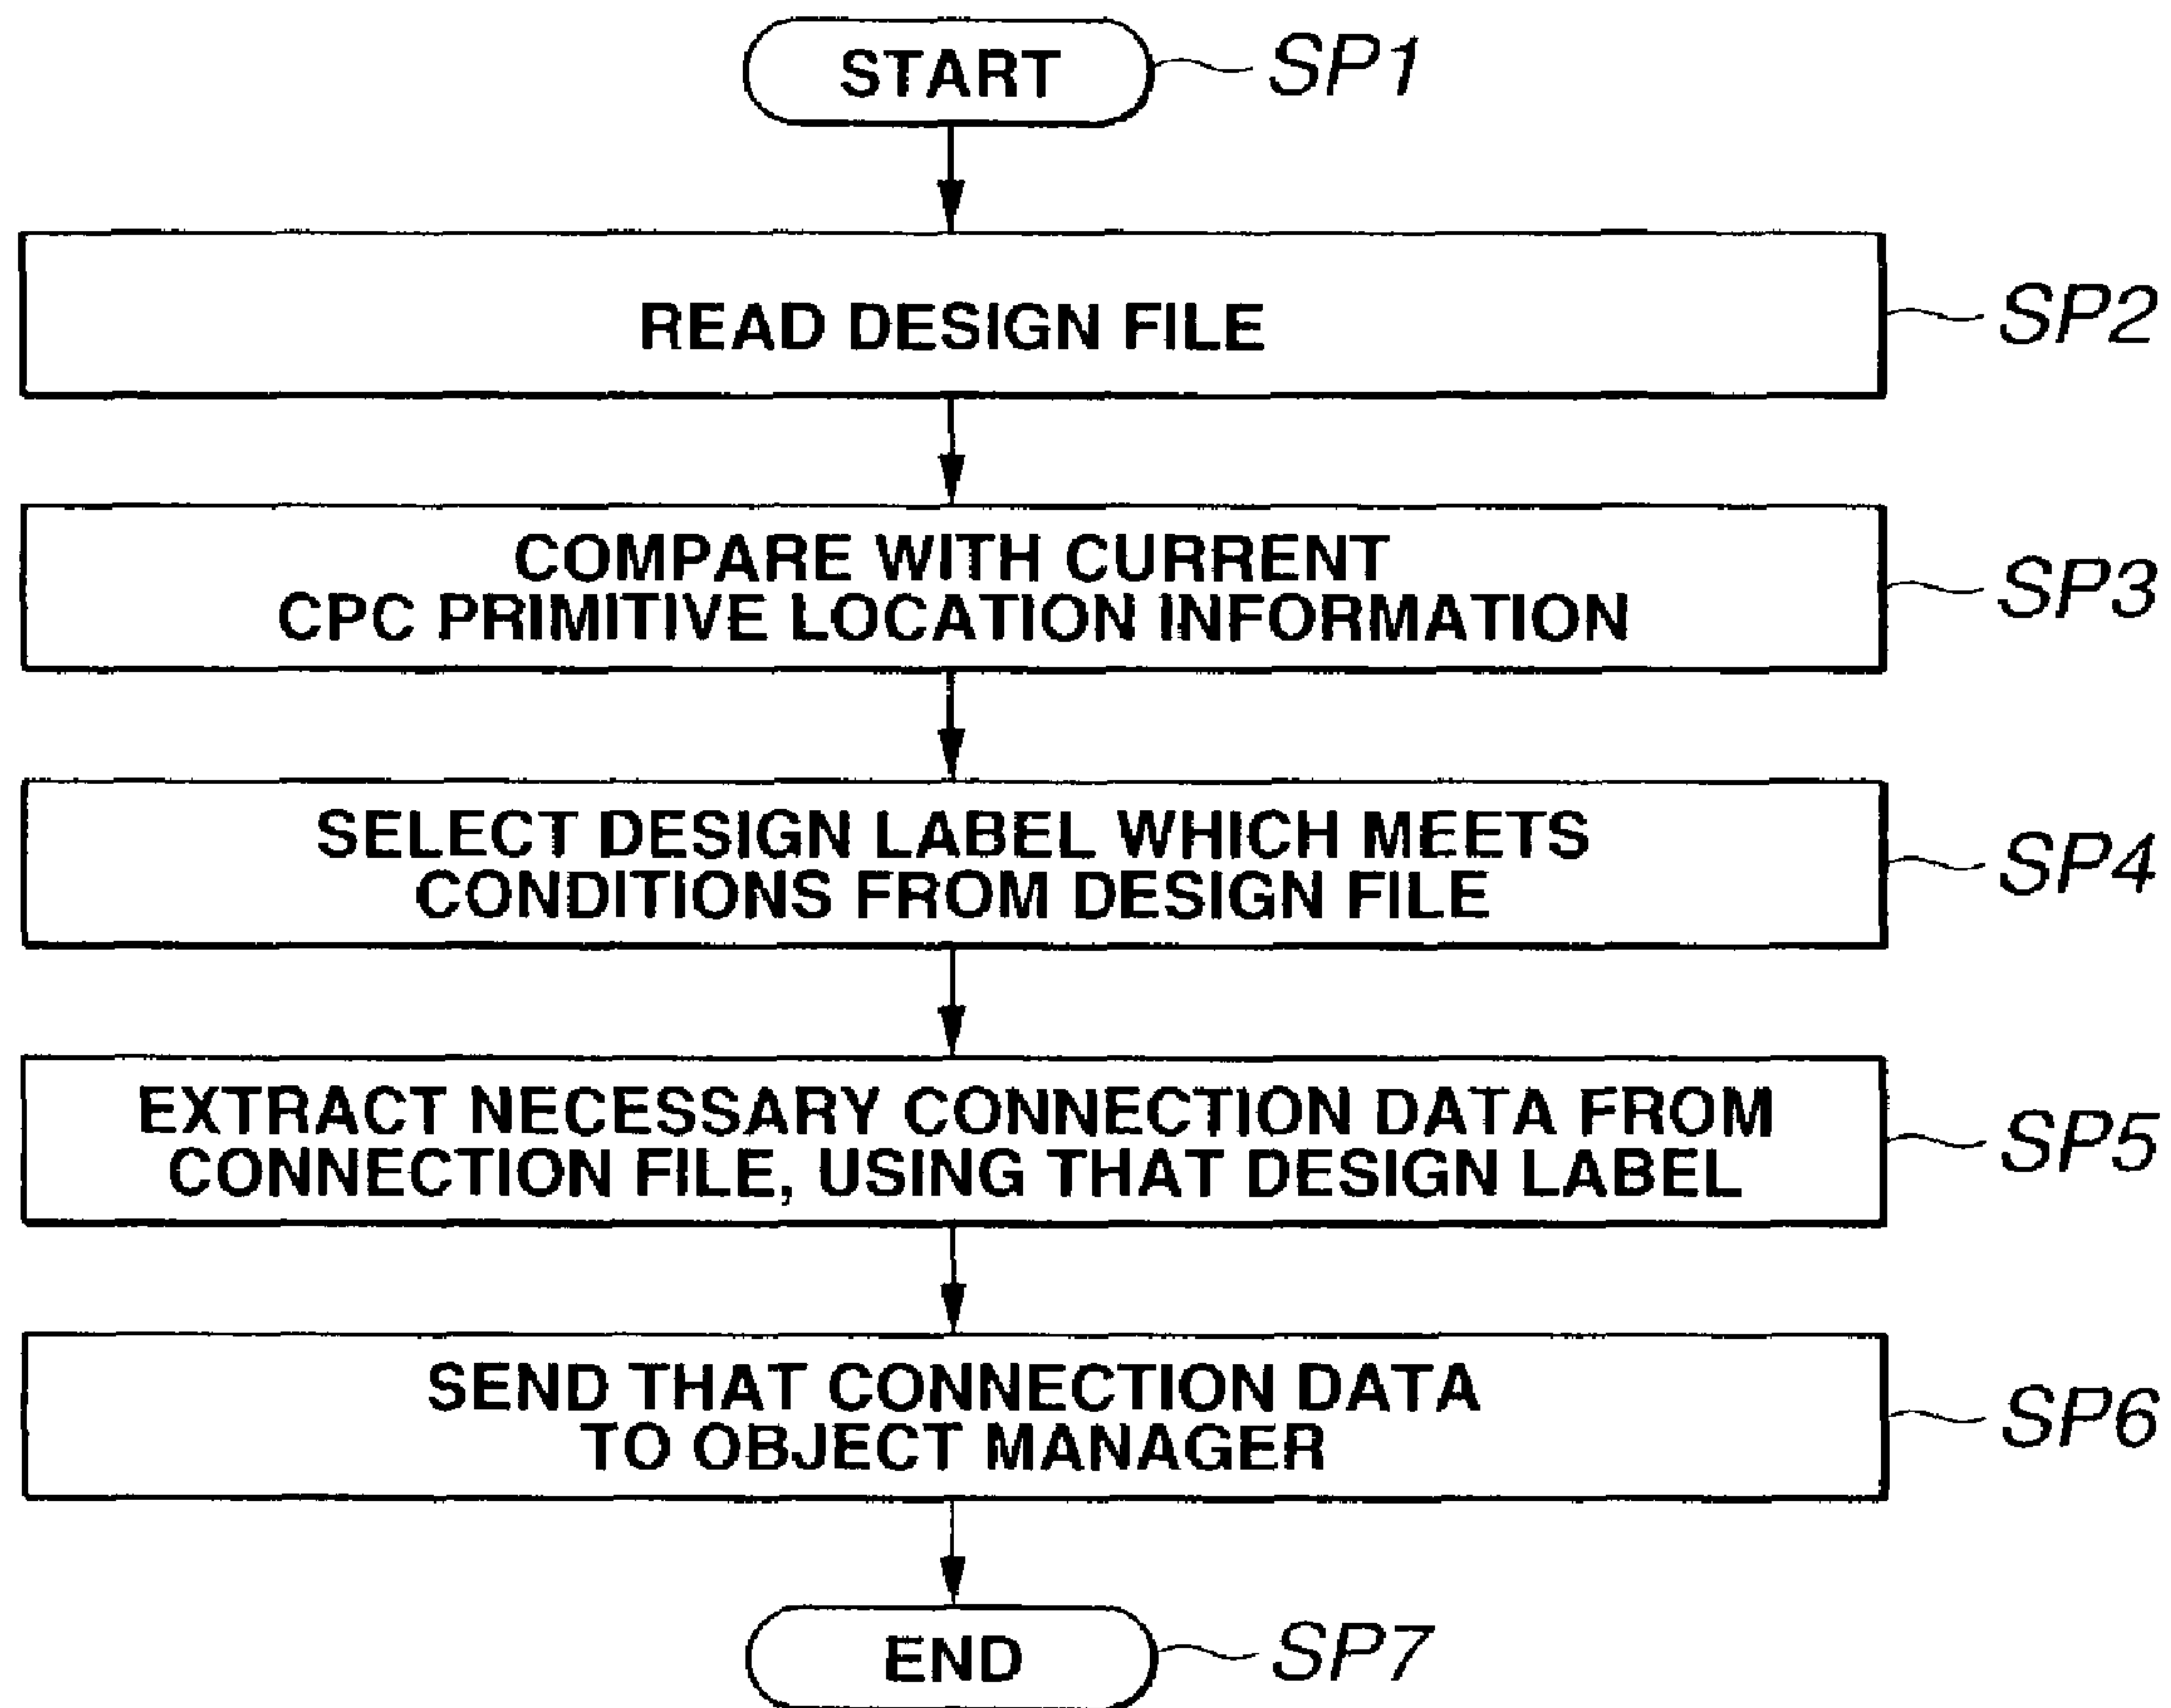 START SP1
READ DESIGN FILE SP2
COMPARE WITH CURRENT
CPC PRIMITIVE LOCATION INFORMATION SP3
SELECT DESIGN LABEL WHICH MEETS
CONDITIONS FROM DESIGN FILE SP4
EXTRACT NECESSARY CONNECTION DATA FROM
CONNECTION FILE, USING THAT DESIGN LABEL SP5
SEND THAT CONNECTION DATA
TO OBJECT MANAGER SP6
END SP7